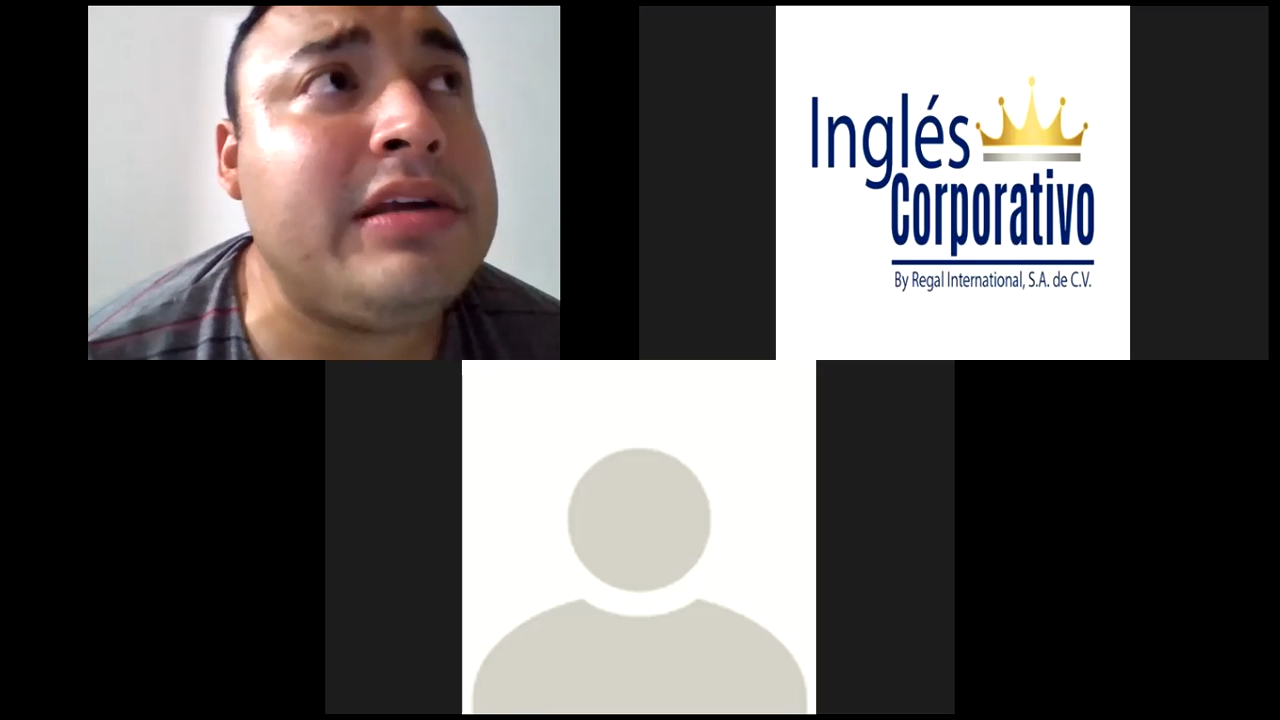 Inglés
Corporativo
By Regal International, S.A. de C.V.